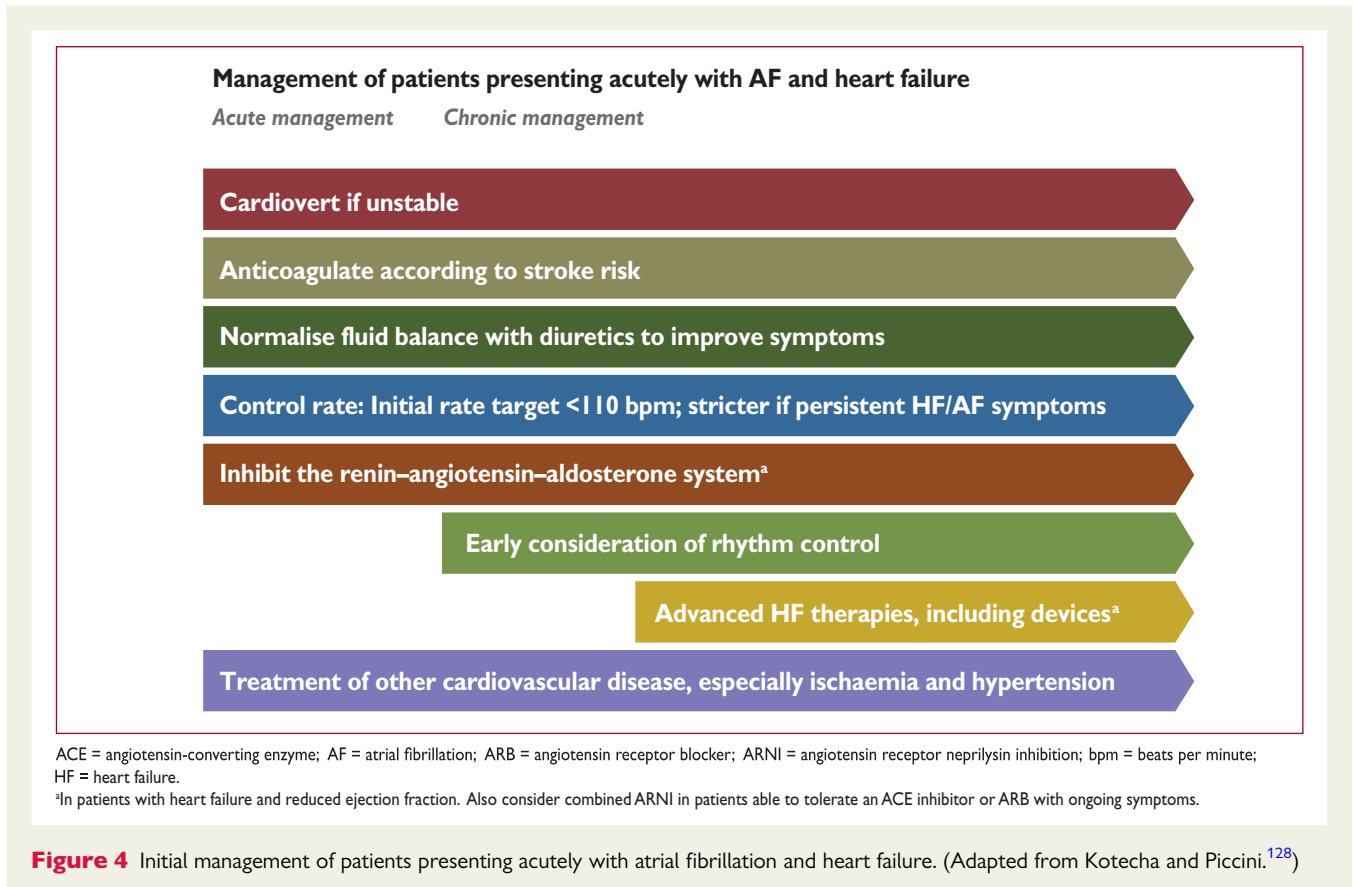 Management of patients presenting acutely with AF and heart failure
Acute management Chronic management
Cardiovert if unstable
Anticoagulate according to stroke risk
Normalise fluid balance with diuretics to improve symptoms
Control rate: Initial rate target <110 bpm; stricter if persistent HF/AF symptoms
Inhibit the renin–angiotensin–aldosterone systemᵃ
Early consideration of rhythm control
Advanced HF therapies, including devicesᵃ
Treatment of other cardiovascular disease, especially ischaemia and hypertension
ACE = angiotensin-converting enzyme; AF = atrial fibrillation; ARB = angiotensin receptor blocker; ARNI = angiotensin receptor neprilysin inhibition; bpm = beats per minute;
HF = heart failure.
ᵃIn patients with heart failure and reduced ejection fraction. Also consider combined ARNI in patients able to tolerate an ACE inhibitor or ARB with ongoing symptoms.
Figure 4 Initial management of patients presenting acutely with atrial fibrillation and heart failure. (Adapted from Kotecha and Piccini.¹²⁸)